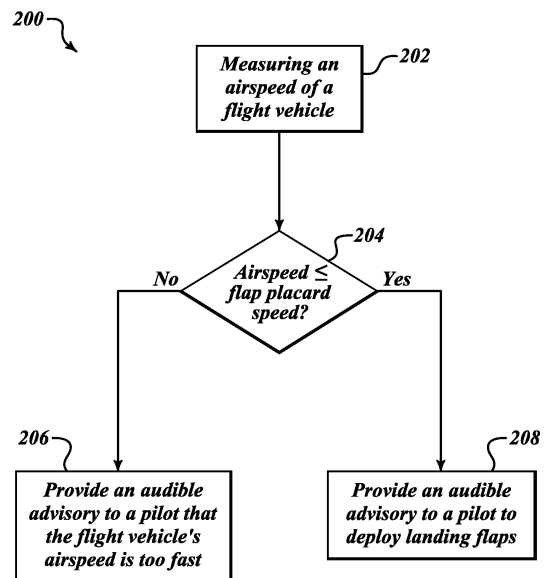 200
202
Measuring an
airspeed of a
flight vehicle
204
Airspeed ≤
flap placard
speed?
No
Yes
206
Provide an audible
advisory to a pilot that
the flight vehicle's
airspeed is too fast
208
Provide an audible
advisory to a pilot to
deploy landing flaps